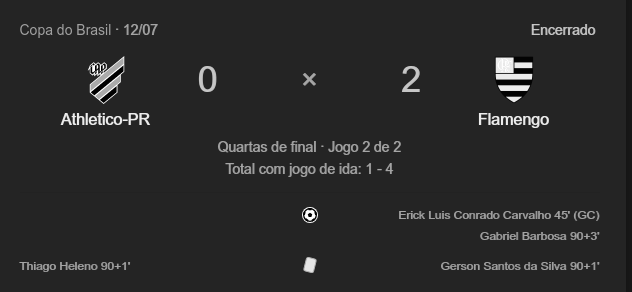 Copa do Brasil · 12/07
Encerrado
CAP
0 × 2
Athletico-PR
Flamengo
Quartas de final · Jogo 2 de 2
Total com jogo de ida: 1 - 4
Erick Luis Conrado Carvalho 45' (GC)
Gabriel Barbosa 90+3'
Thiago Heleno 90+1'
Gerson Santos da Silva 90+1'